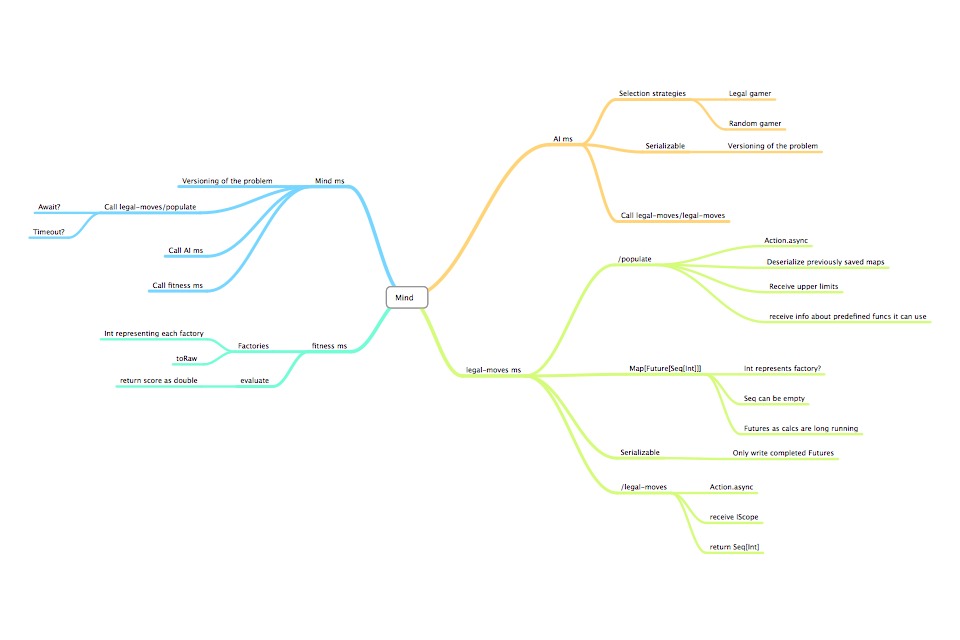 Mind
AI ms
Selection strategies
Legal gamer
Random gamer
Serializable
Versioning of the problem
Call legal-moves/legal-moves
legal-moves ms
/populate
Action.async
Deserialize previously saved maps
Receive upper limits
receive info about predefined funcs it can use
Map[Future[Seq[Int]]]
Int represents factory?
Seq can be empty
Futures as calcs are long running
Serializable
Only write completed Futures
/legal-moves
Action.async
receive IScope
return Seq[Int]
Mind ms
Versioning of the problem
Call legal-moves/populate
Await?
Timeout?
Call AI ms
Call fitness ms
fitness ms
Factories
Int representing each factory
toRaw
evaluate
return score as double